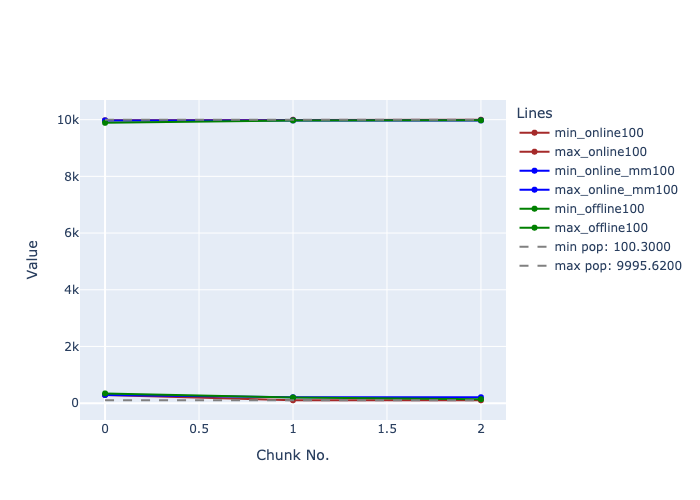 Lines
10k
8k
6k
4k
2k
0
Value
0
0.5
1
1.5
2
Chunk No.
min_online100
max_online100
min_online_mm100
max_online_mm100
min_offline100
max_offline100
min pop: 100.3000
max pop: 9995.6200